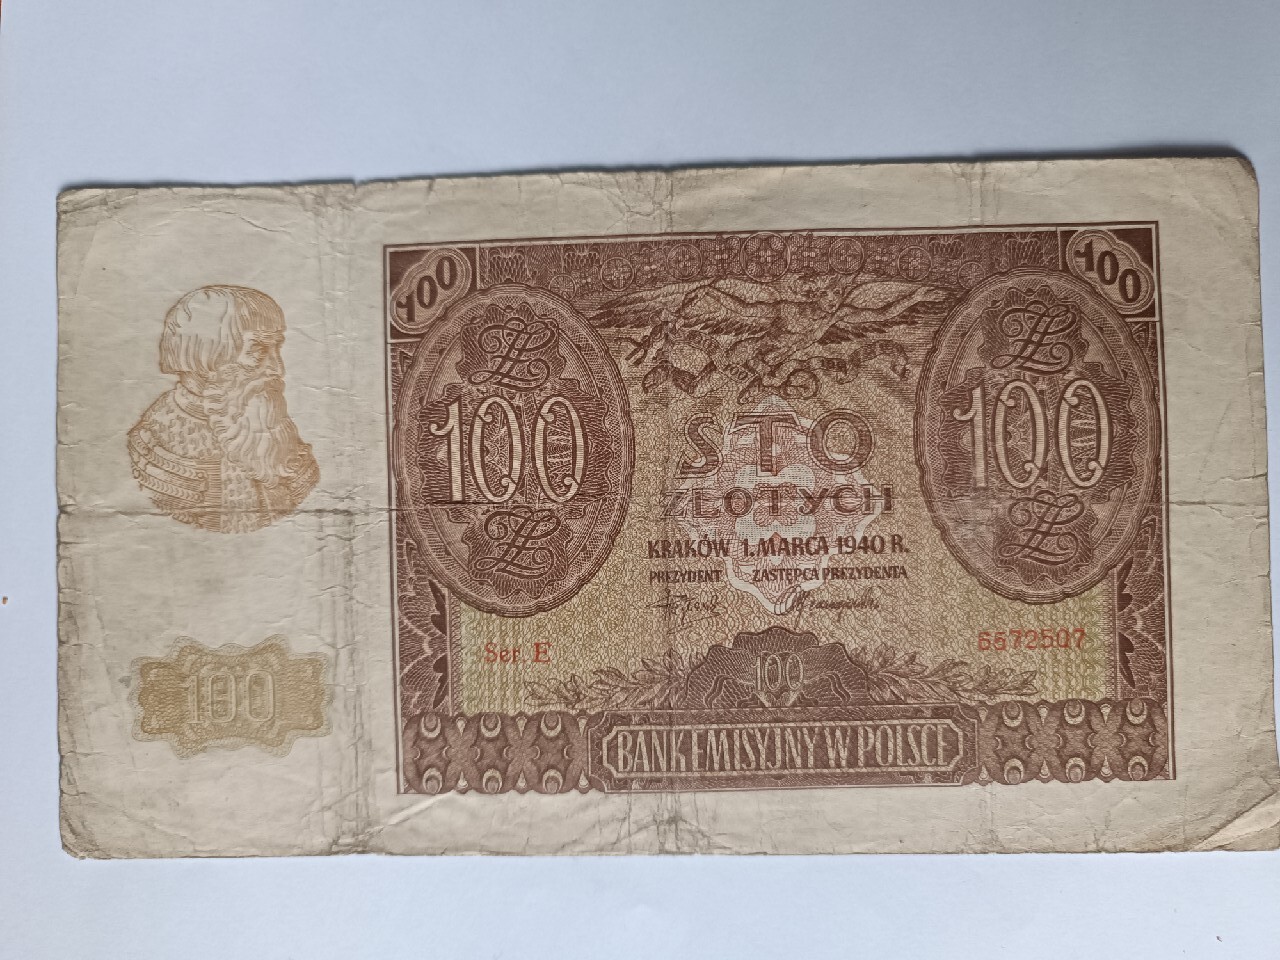 100
100
100
100
STO
ZŁOTYCH
KRAKÓW 1. MARCA 1940 R.
PREZYDENT ZASTĘPCA PREZYDENTA
Ser. E
6572507
100
100
BANK EMISYJNY W POLSCE